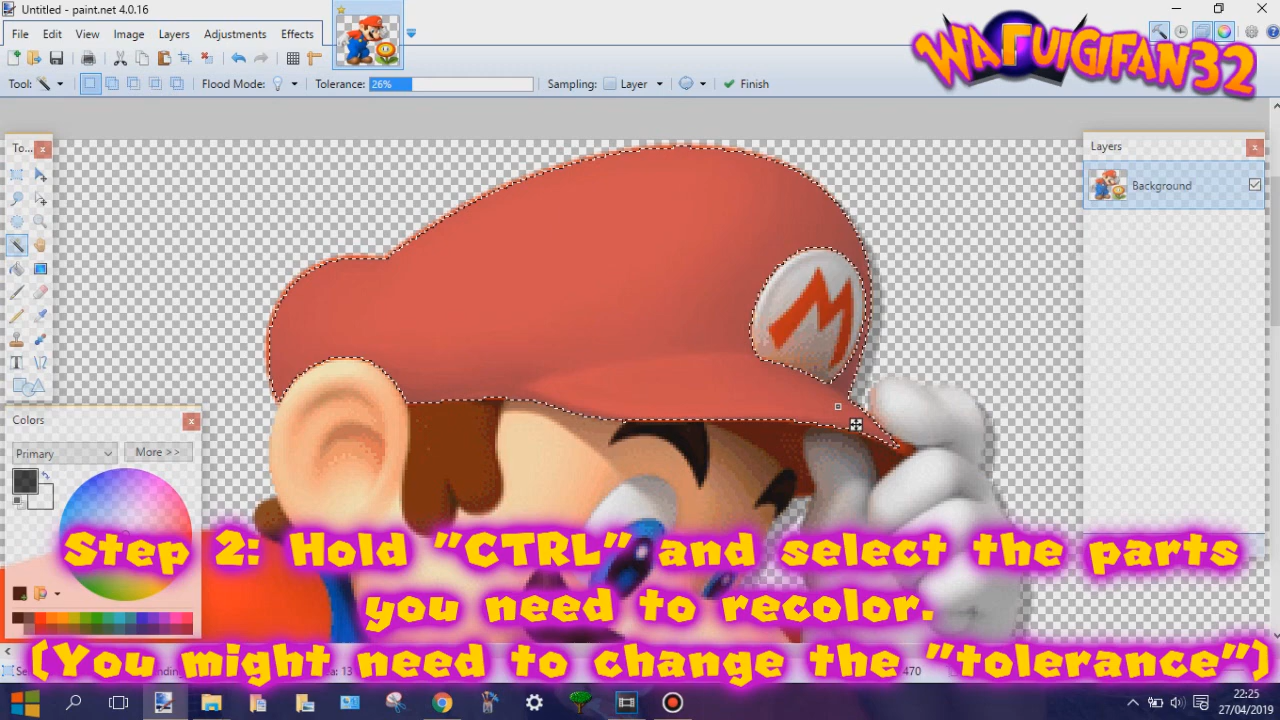 Untitled - paint.net 4.0.16
File Edit View Image Layers Adjustments Effects
WALUIGIFAN32
Tool: Flood Mode: Tolerance: 26% Sampling: Layer Finish
To...
Layers
Background
M
Colors
Primary More >>
Step 2: Hold "CTRL" and select the parts
you need to recolor.
(You might need to change the "tolerance")
470
22:25
27/04/2019